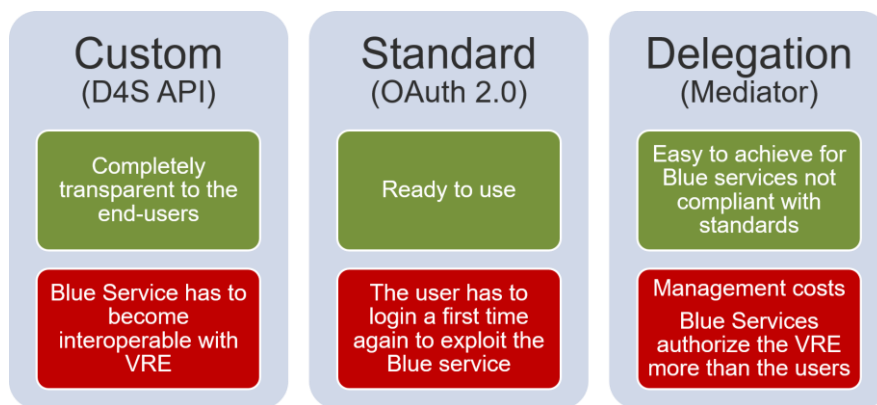 Custom
(D4S API)
Completely
transparent to the
end-users
Blue Service has to
become
interoperable with
VRE
Standard
(OAuth 2.0)
Ready to use
The user has to
login a first time
again to exploit the
Blue service
Delegation
(Mediator)
Easy to achieve for
Blue services not
compliant with
standards
Management costs
Blue Services
authorize the VRE
more than the users